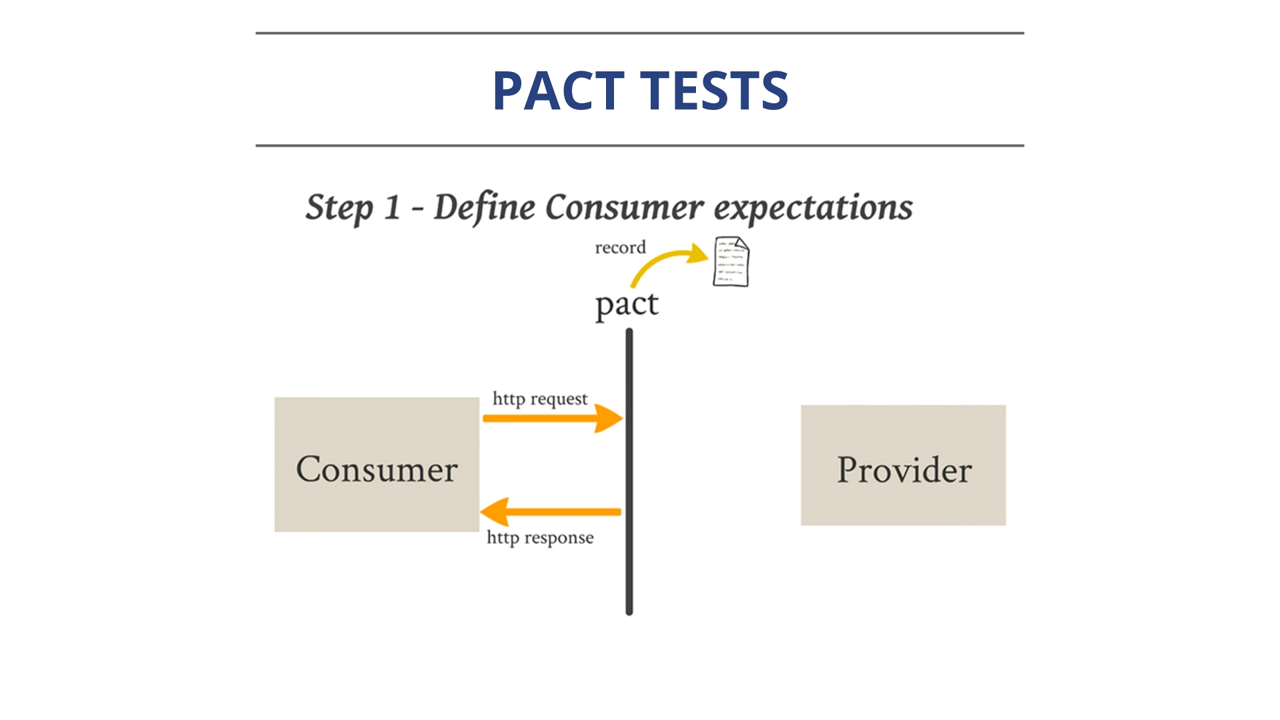 PACT TESTS
Step 1 - Define Consumer expectations
record
pact
http request
Consumer
Provider
http response